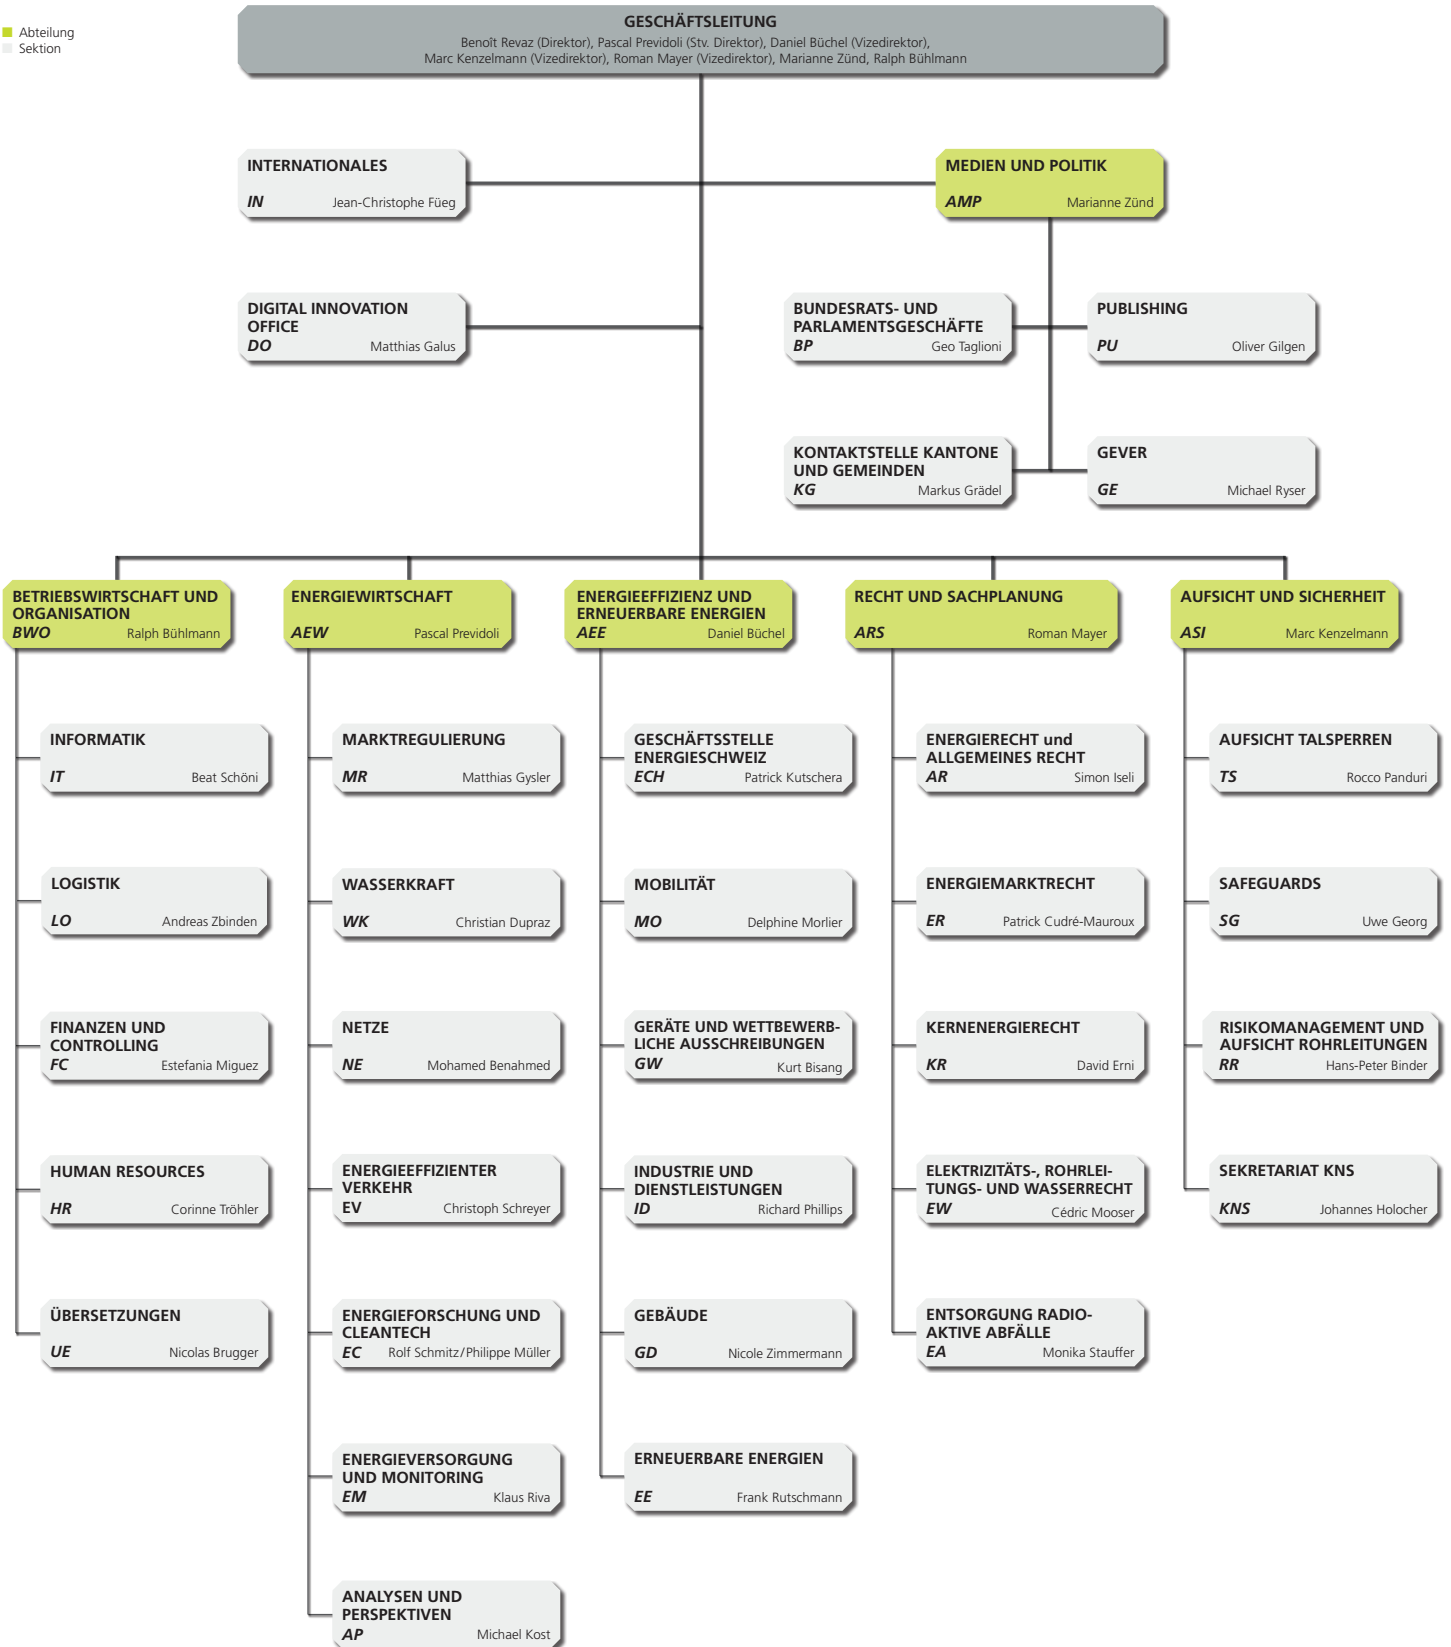 Abteilung
Sektion
GESCHÄFTSLEITUNG
Benoît Revaz (Direktor), Pascal Previdoli (Stv. Direktor), Daniel Büchel (Vizedirektor),
Marc Kenzelmann (Vizedirektor), Roman Mayer (Vizedirektor), Marianne Zünd, Ralph Bühlmann
INTERNATIONALES
IN Jean-Christophe Füeg
MEDIEN UND POLITIK
AMP Marianne Zünd
DIGITAL INNOVATION
OFFICE
DO Matthias Galus
BUNDESRATS- UND
PARLAMENTSGESCHÄFTE
BP Geo Taglioni
PUBLISHING
PU Oliver Gilgen
KONTAKTSTELLE KANTONE
UND GEMEINDEN
KG Markus Grädel
GEVER
GE Michael Ryser
BETRIEBSWIRTSCHAFT UND
ORGANISATION
BWO Ralph Bühlmann
INFORMATIK
IT Beat Schöni
LOGISTIK
LO Andreas Zbinden
FINANZEN UND
CONTROLLING
FC Estefania Miguez
HUMAN RESOURCES
HR Corinne Tröhler
ÜBERSETZUNGEN
UE Nicolas Brugger
ENERGIEWIRTSCHAFT
AEW Pascal Previdoli
MARKTREGULIERUNG
MR Matthias Gysler
WASSERKRAFT
WK Christian Dupraz
NETZE
NE Mohamed Benahmed
ENERGIEEFFIZIENTER
VERKEHR
EV Christoph Schreyer
ENERGIEFORSCHUNG UND
CLEANTECH
EC Rolf Schmitz/Philippe Müller
ENERGIEVERSORGUNG
UND MONITORING
EM Klaus Riva
ANALYSEN UND
PERSPEKTIVEN
AP Michael Kost
ENERGIEEFFIZIENZ UND
ERNEUERBARE ENERGIEN
AEE Daniel Büchel
GESCHÄFTSSTELLE
ENERGIESCHWEIZ
ECH Patrick Kutschera
MOBILITÄT
MO Delphine Morlier
GERÄTE UND WETTBEWERB-
LICHE AUSSCHREIBUNGEN
GW Kurt Bisang
INDUSTRIE UND
DIENSTLEISTUNGEN
ID Richard Phillips
GEBÄUDE
GD Nicole Zimmermann
ERNEUERBARE ENERGIEN
EE Frank Rutschmann
RECHT UND SACHPLANUNG
ARS Roman Mayer
ENERGIERECHT und
ALLGEMEINES RECHT
AR Simon Iseli
ENERGIEMARKTRECHT
ER Patrick Cudré-Mauroux
KERNENERGIERECHT
KR David Erni
ELEKTRIZITÄTS-, ROHRLEI-
TUNGS- UND WASSERRECHT
EW Cédric Mooser
ENTSORGUNG RADIO-
AKTIVE ABFÄLLE
EA Monika Stauffer
AUFSICHT UND SICHERHEIT
ASI Marc Kenzelmann
AUFSICHT TALSPERREN
TS Rocco Panduri
SAFEGUARDS
SG Uwe Georg
RISIKOMANAGEMENT UND
AUFSICHT ROHRLEITUNGEN
RR Hans-Peter Binder
SEKRETARIAT KNS
KNS Johannes Holocher